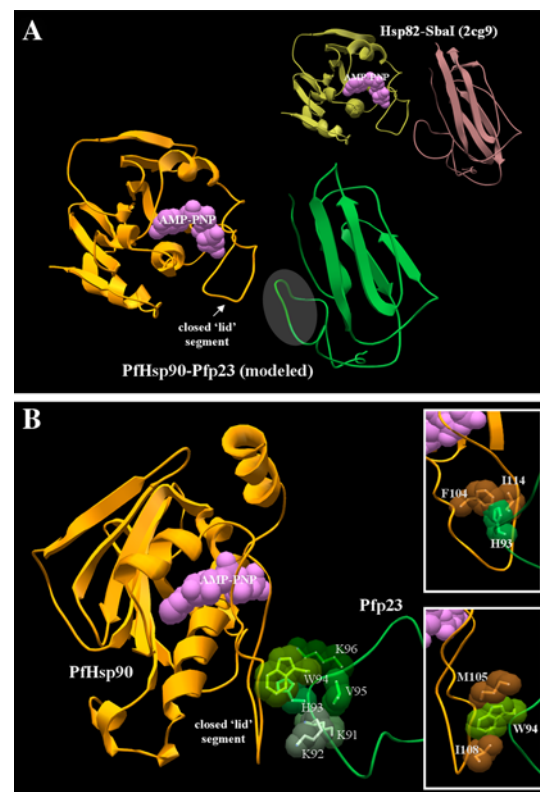 A
Hsp82-SbaI (2cg9)
AMP-PNP
AMP-PNP
closed 'lid'
segment
PfHsp90-Pfp23 (modeled)
B
AMP-PNP
PfHsp90
closed 'lid'
segment
Pfp23
K96
W94
V95
H93
K91
K92
I114
F104
H93
M105
W94
I108